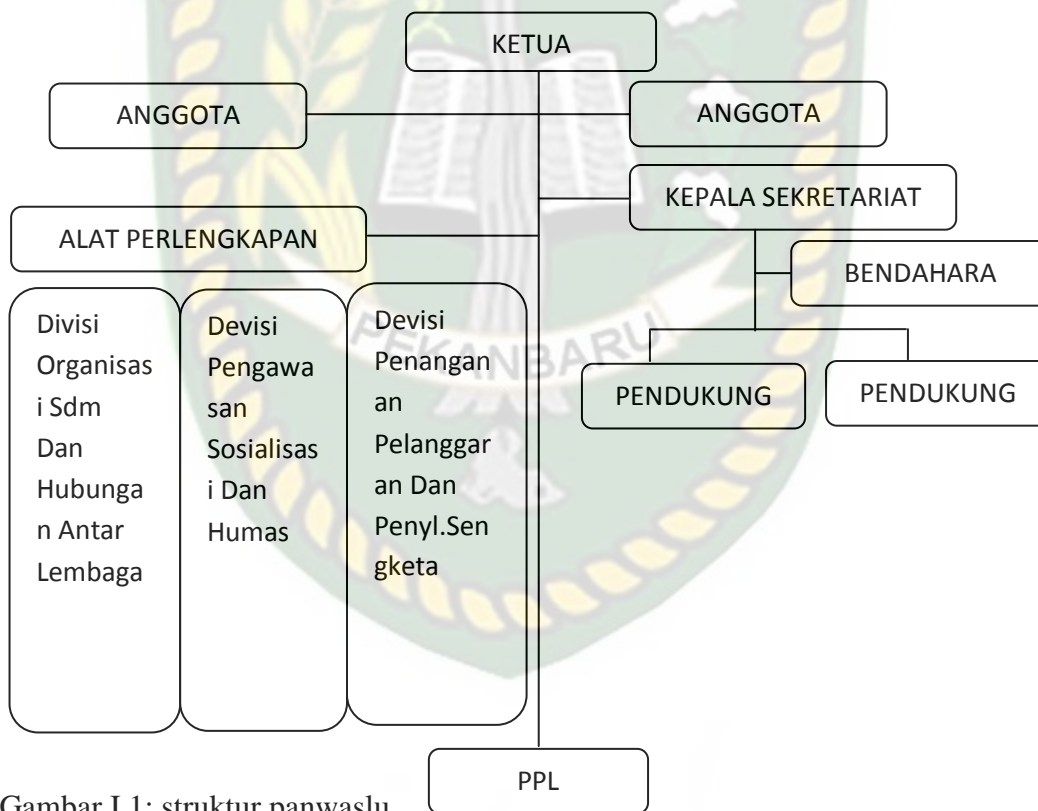 KETUA
ANGGOTA
ANGGOTA
KEPALA SEKRETARIAT
ALAT PERLENGKAPAN
BENDAHARA
Divisi
Organisas
i Sdm
Dan
Hubunga
n Antar
Lembaga
Devisi
Pengawa
san
Sosialisas
i Dan
Humas
Devisi
Penangan
an
Pelanggar
an Dan
Penyl.Sen
gketa
PEKANBARU
PENDUKUNG
PENDUKUNG
PPL
Gambar I.1: struktur panwaslu